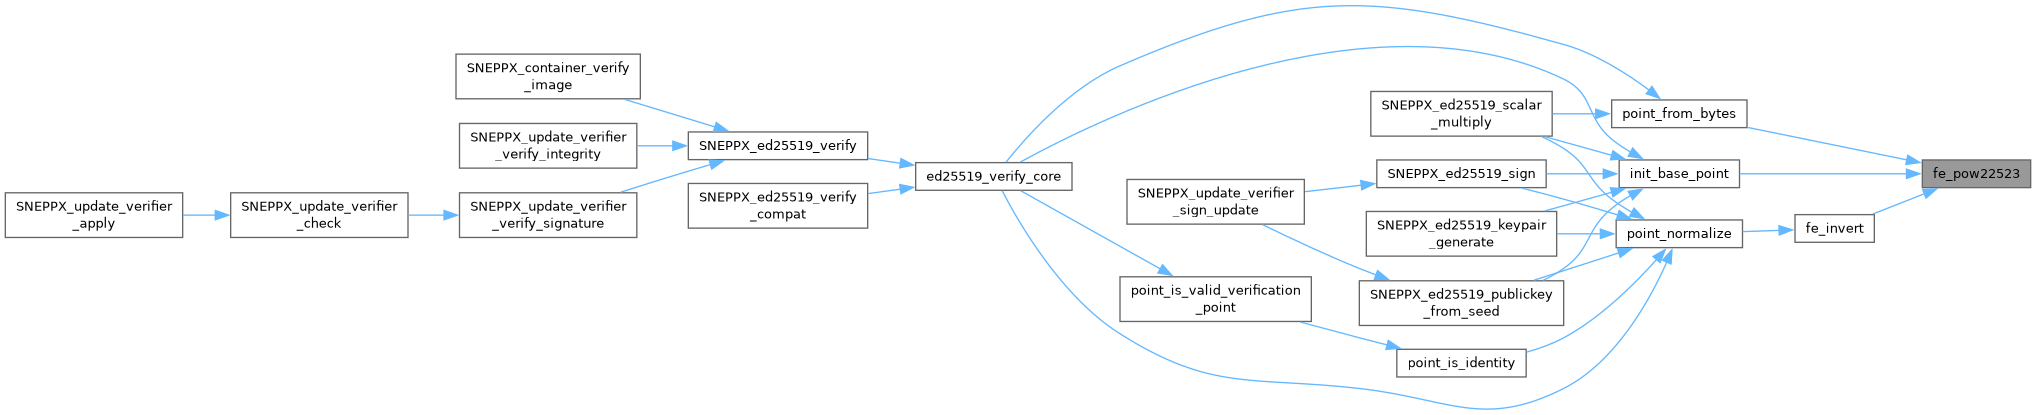 SNEPPX_container_verify
_image
SNEPPX_update_verifier
_verify_integrity
SNEPPX_update_verifier
_apply
SNEPPX_update_verifier
_check
SNEPPX_update_verifier
_verify_signature
SNEPPX_ed25519_verify
SNEPPX_ed25519_verify
_compat
ed25519_verify_core
SNEPPX_update_verifier
_sign_update
point_is_valid_verification
_point
SNEPPX_ed25519_scalar
_multiply
SNEPPX_ed25519_sign
SNEPPX_ed25519_keypair
_generate
SNEPPX_ed25519_publickey
_from_seed
point_is_identity
point_from_bytes
init_base_point
point_normalize
fe_invert
fe_pow22523